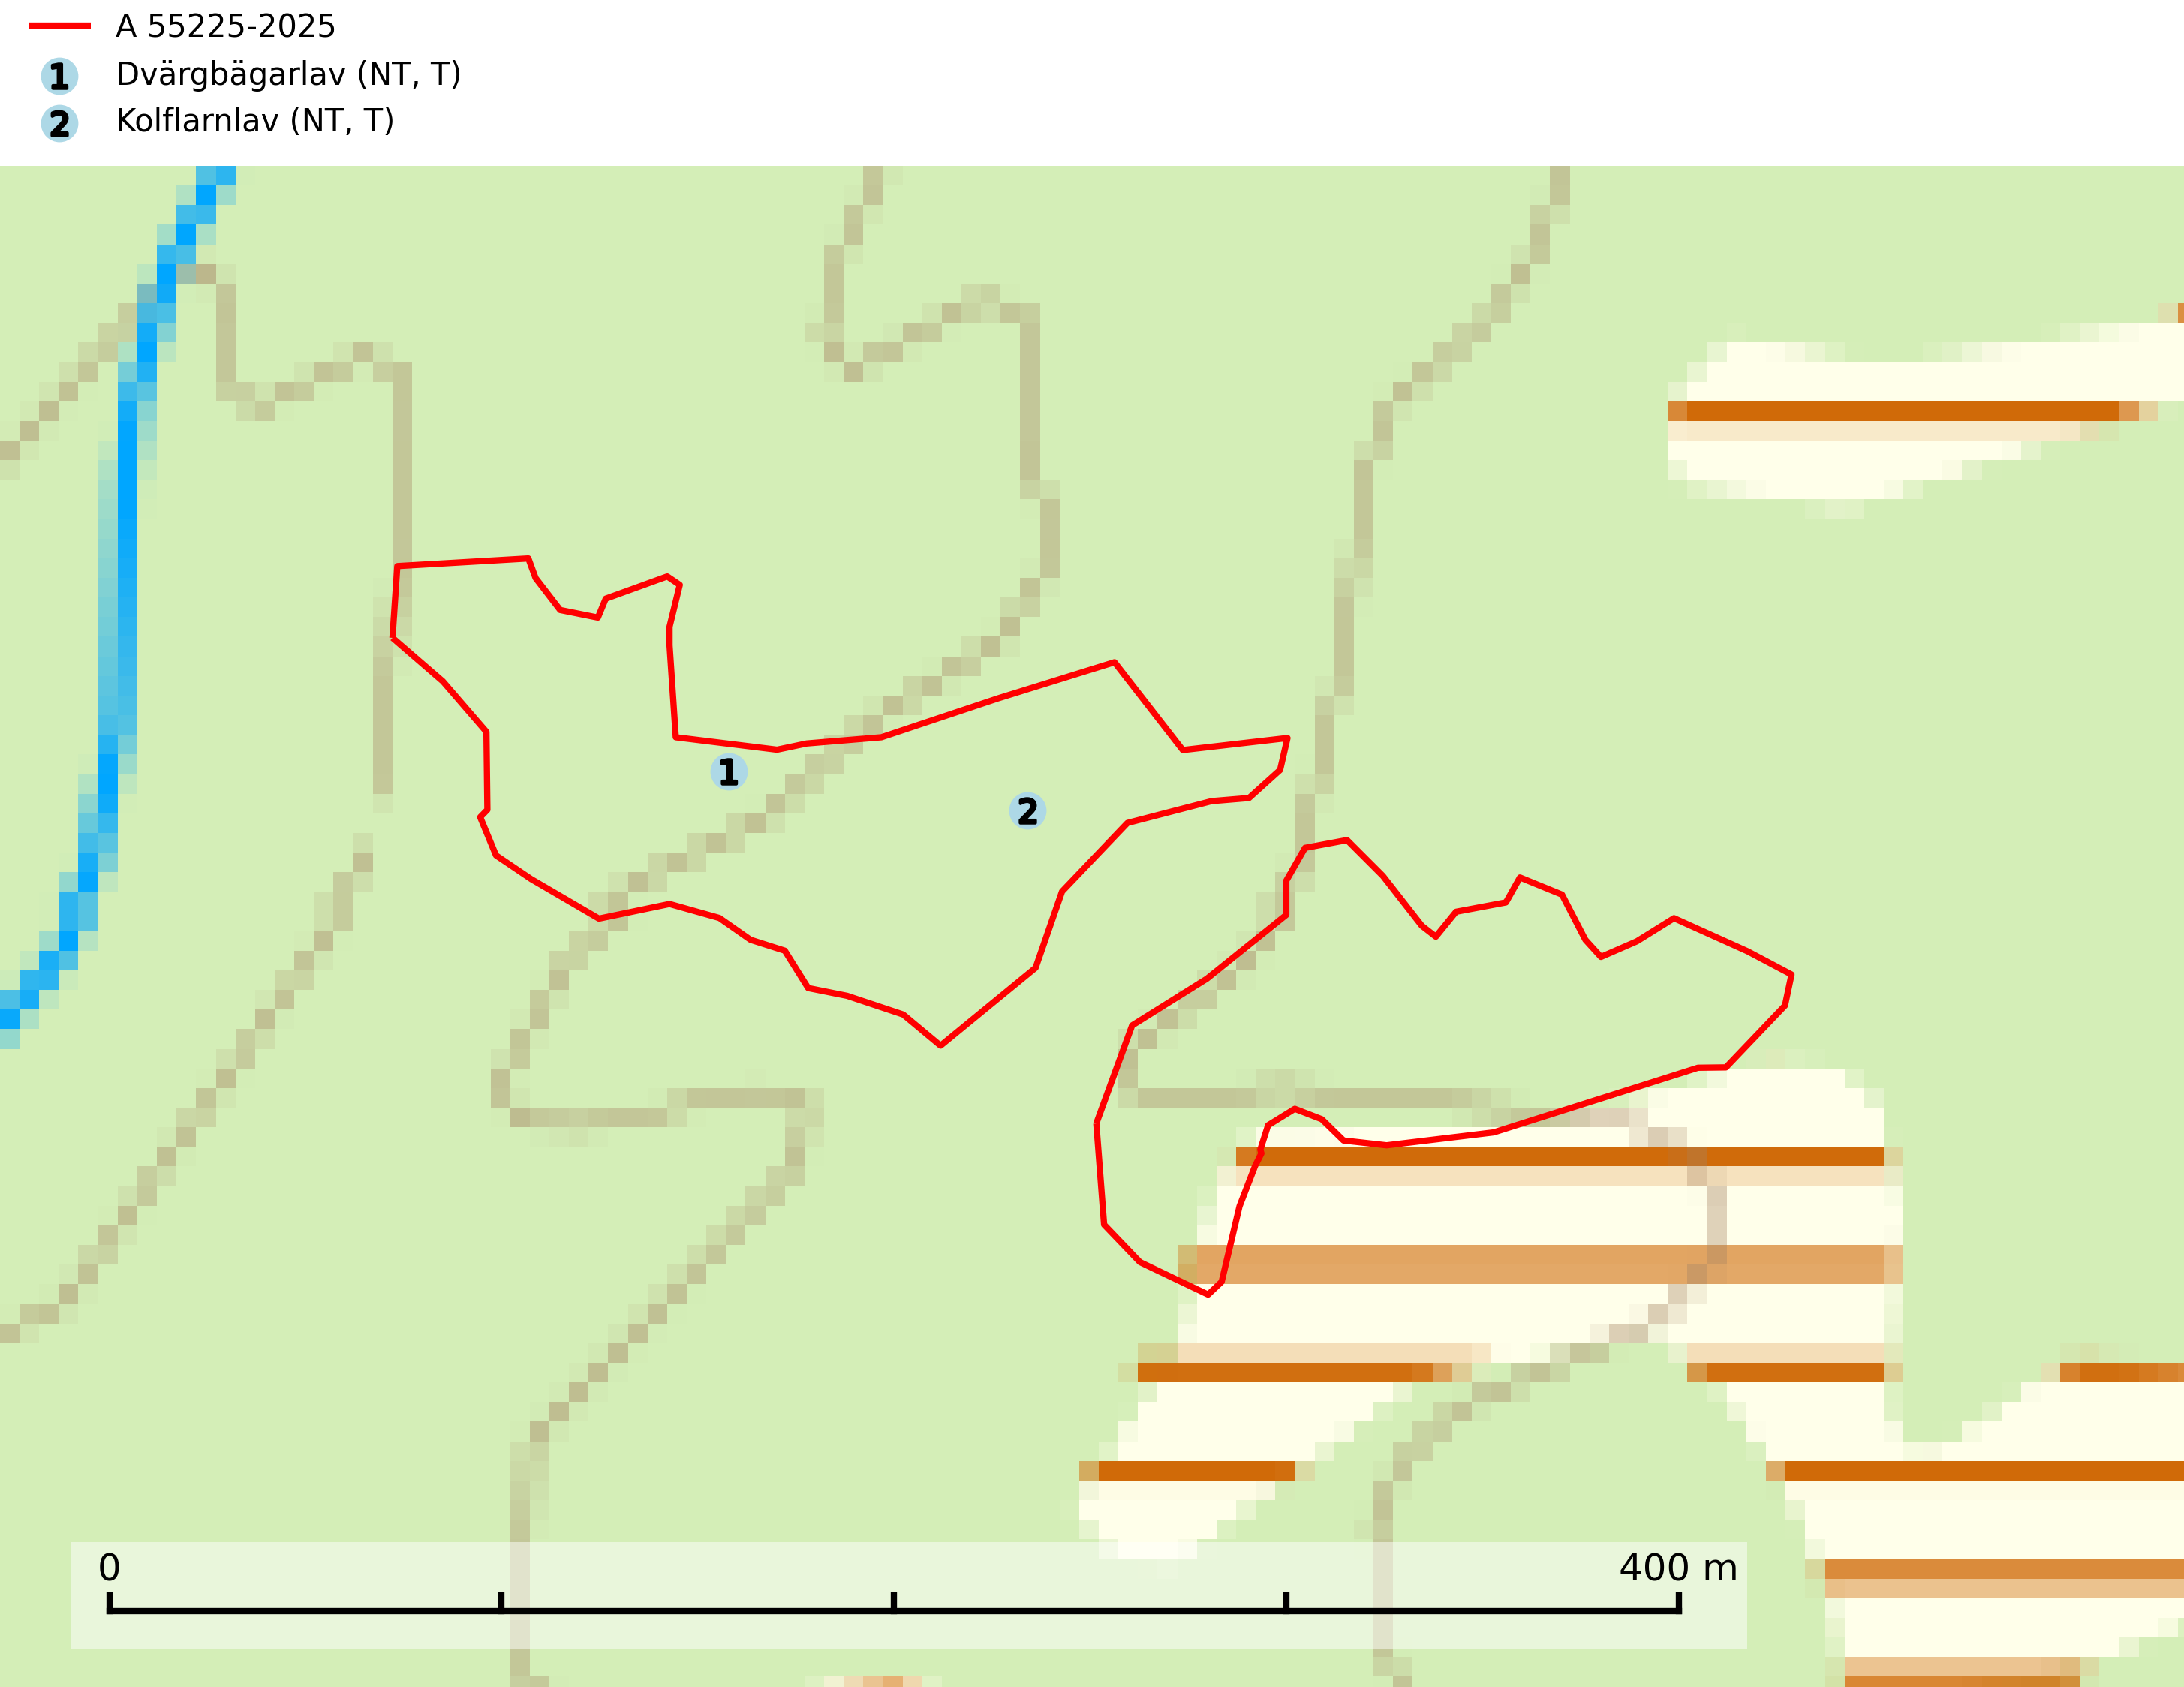 A 55225-2025
1 Dvärgbägarlav (NT, T)
2 Kolflarnlav (NT, T)
1
2
0 400 m